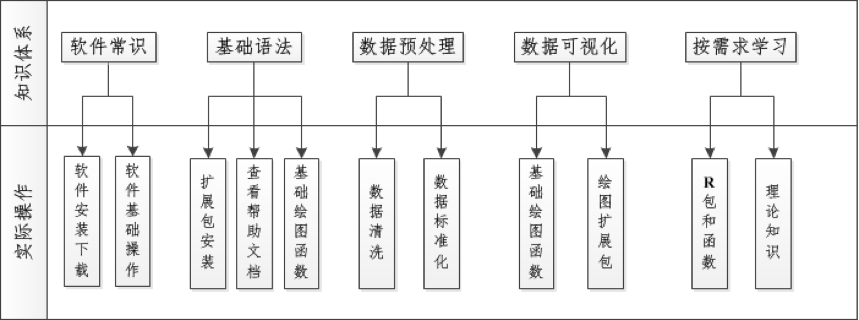 知识体系
软件常识
基础语法
数据预处理
数据可视化
按需求学习
实际操作
软件安装下载
软件基础操作
扩展包安装
查看帮助文档
基础绘图函数
数据清洗
数据标准化
基础绘图函数
绘图扩展包
R包和函数
理论知识